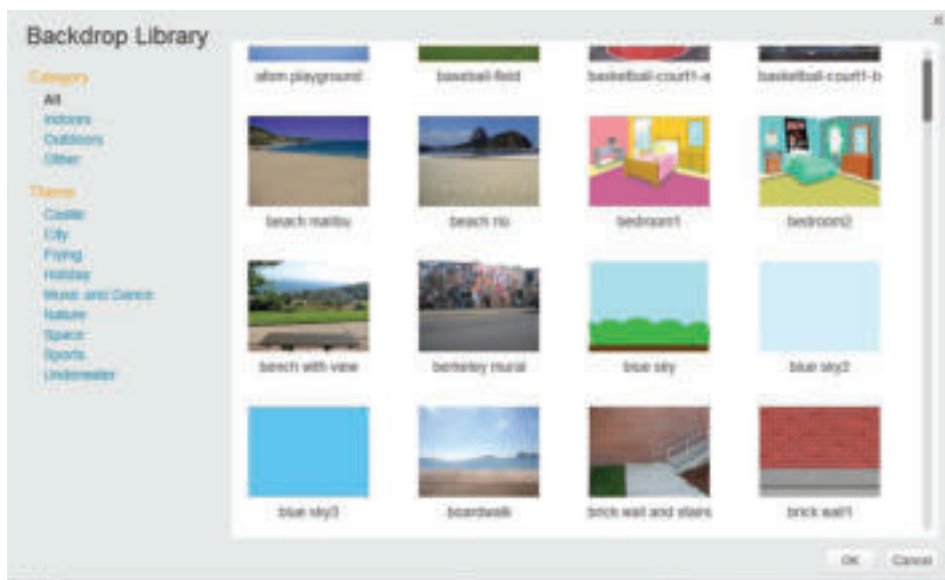 Backdrop Library
Category
All
Indoors
Outdoors
Other
Theme
Castle
City
Flying
Holiday
Music and Dance
Nature
Space
Sports
Underwater
atom playground baseball-field basketball-court1-a basketball-court1-b
beach malibu beach rio bedroom1 bedroom2
bench with view berkeley mural blue sky blue sky2
blue sky3 boardwalk brick wall and stairs brick wall1
OK Cancel